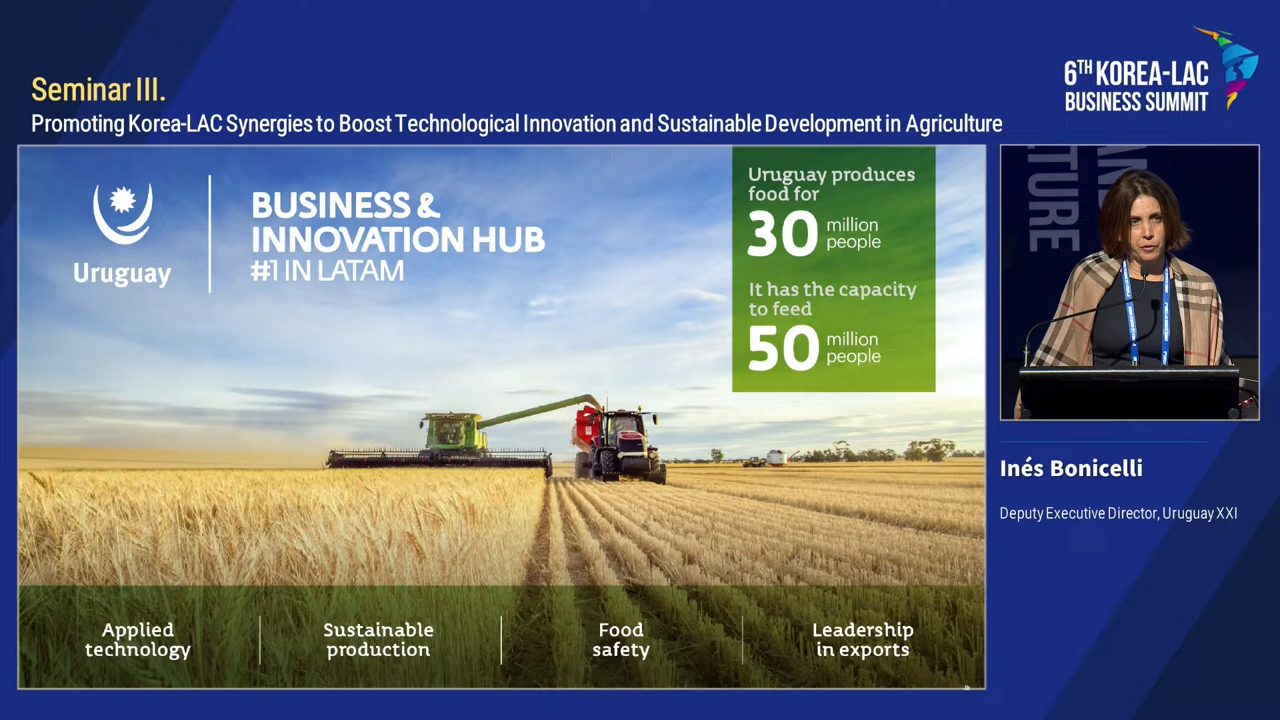 Seminar III.
Promoting Korea-LAC Synergies to Boost Technological Innovation and Sustainable Development in Agriculture
6TH KOREA-LAC
BUSINESS SUMMIT
Uruguay
BUSINESS &
INNOVATION HUB
#1 IN LATAM
Uruguay produces
food for
30 million
people
It has the capacity
to feed
50 million
people
Applied
technology
Sustainable
production
Food
safety
Leadership
in exports
TURE
Inés Bonicelli
Deputy Executive Director, Uruguay XXI